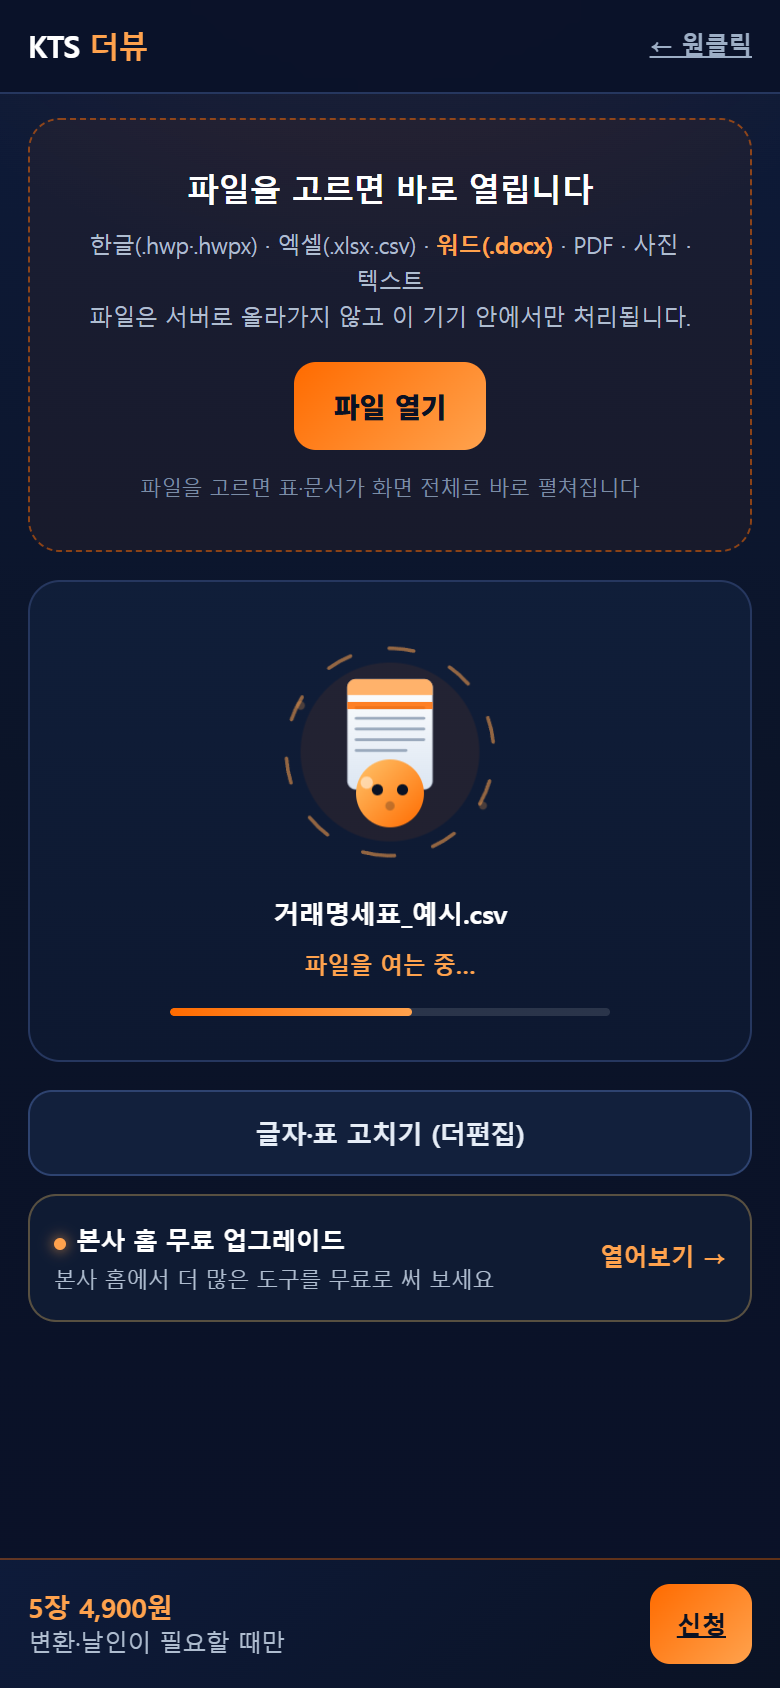 KTS 더뷰
← 원클릭
파일을 고르면 바로 열립니다
한글(.hwp·.hwpx) · 엑셀(.xlsx·.csv) · 워드(.docx) · PDF · 사진 ·
텍스트
파일은 서버로 올라가지 않고 이 기기 안에서만 처리됩니다.
파일 열기
파일을 고르면 표·문서가 화면 전체로 바로 펼쳐집니다
거래명세표_예시.csv
파일을 여는 중...
글자·표 고치기 (더편집)
본사 홈 무료 업그레이드
본사 홈에서 더 많은 도구를 무료로 써 보세요
열어보기 →
5장 4,900원
변환·날인이 필요할 때만
신청